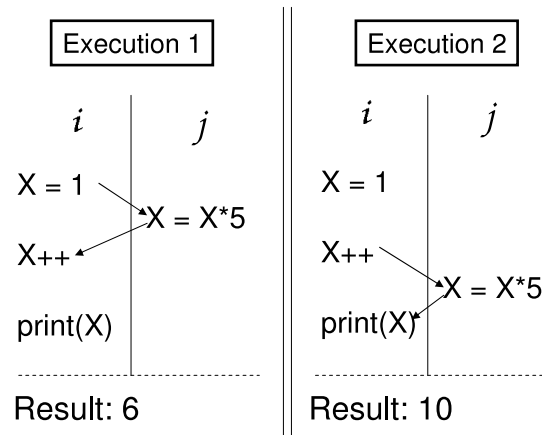 Execution 1
i j
X = 1
X = X*5
X++
print(X)
Result: 6
Execution 2
i j
X = 1
X++
X = X*5
print(X)
Result: 10